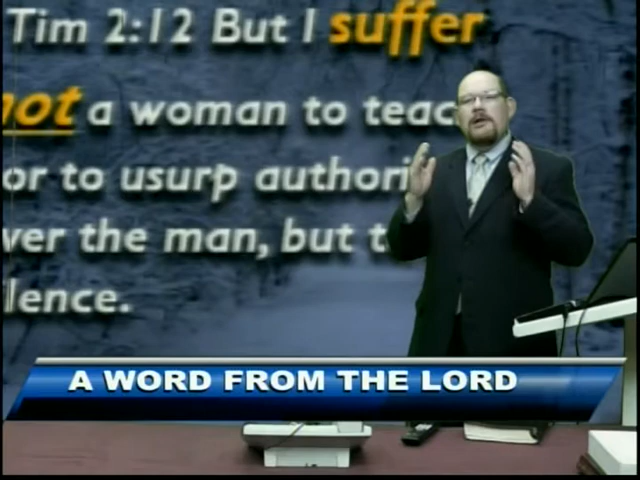 Tim 2:12 But I suffer
not a woman to teac
or to usurp authori
ver the man, but t
lence.
A WORD FROM THE LORD